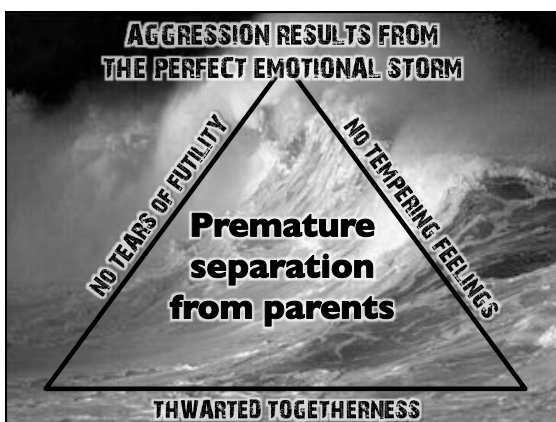 AGGRESSION RESULTS FROM
THE PERFECT EMOTIONAL STORM
NO TEARS OF FUTILITY
NO TEMPERING FEELINGS
Premature
separation
from parents
THWARTED TOGETHERNESS